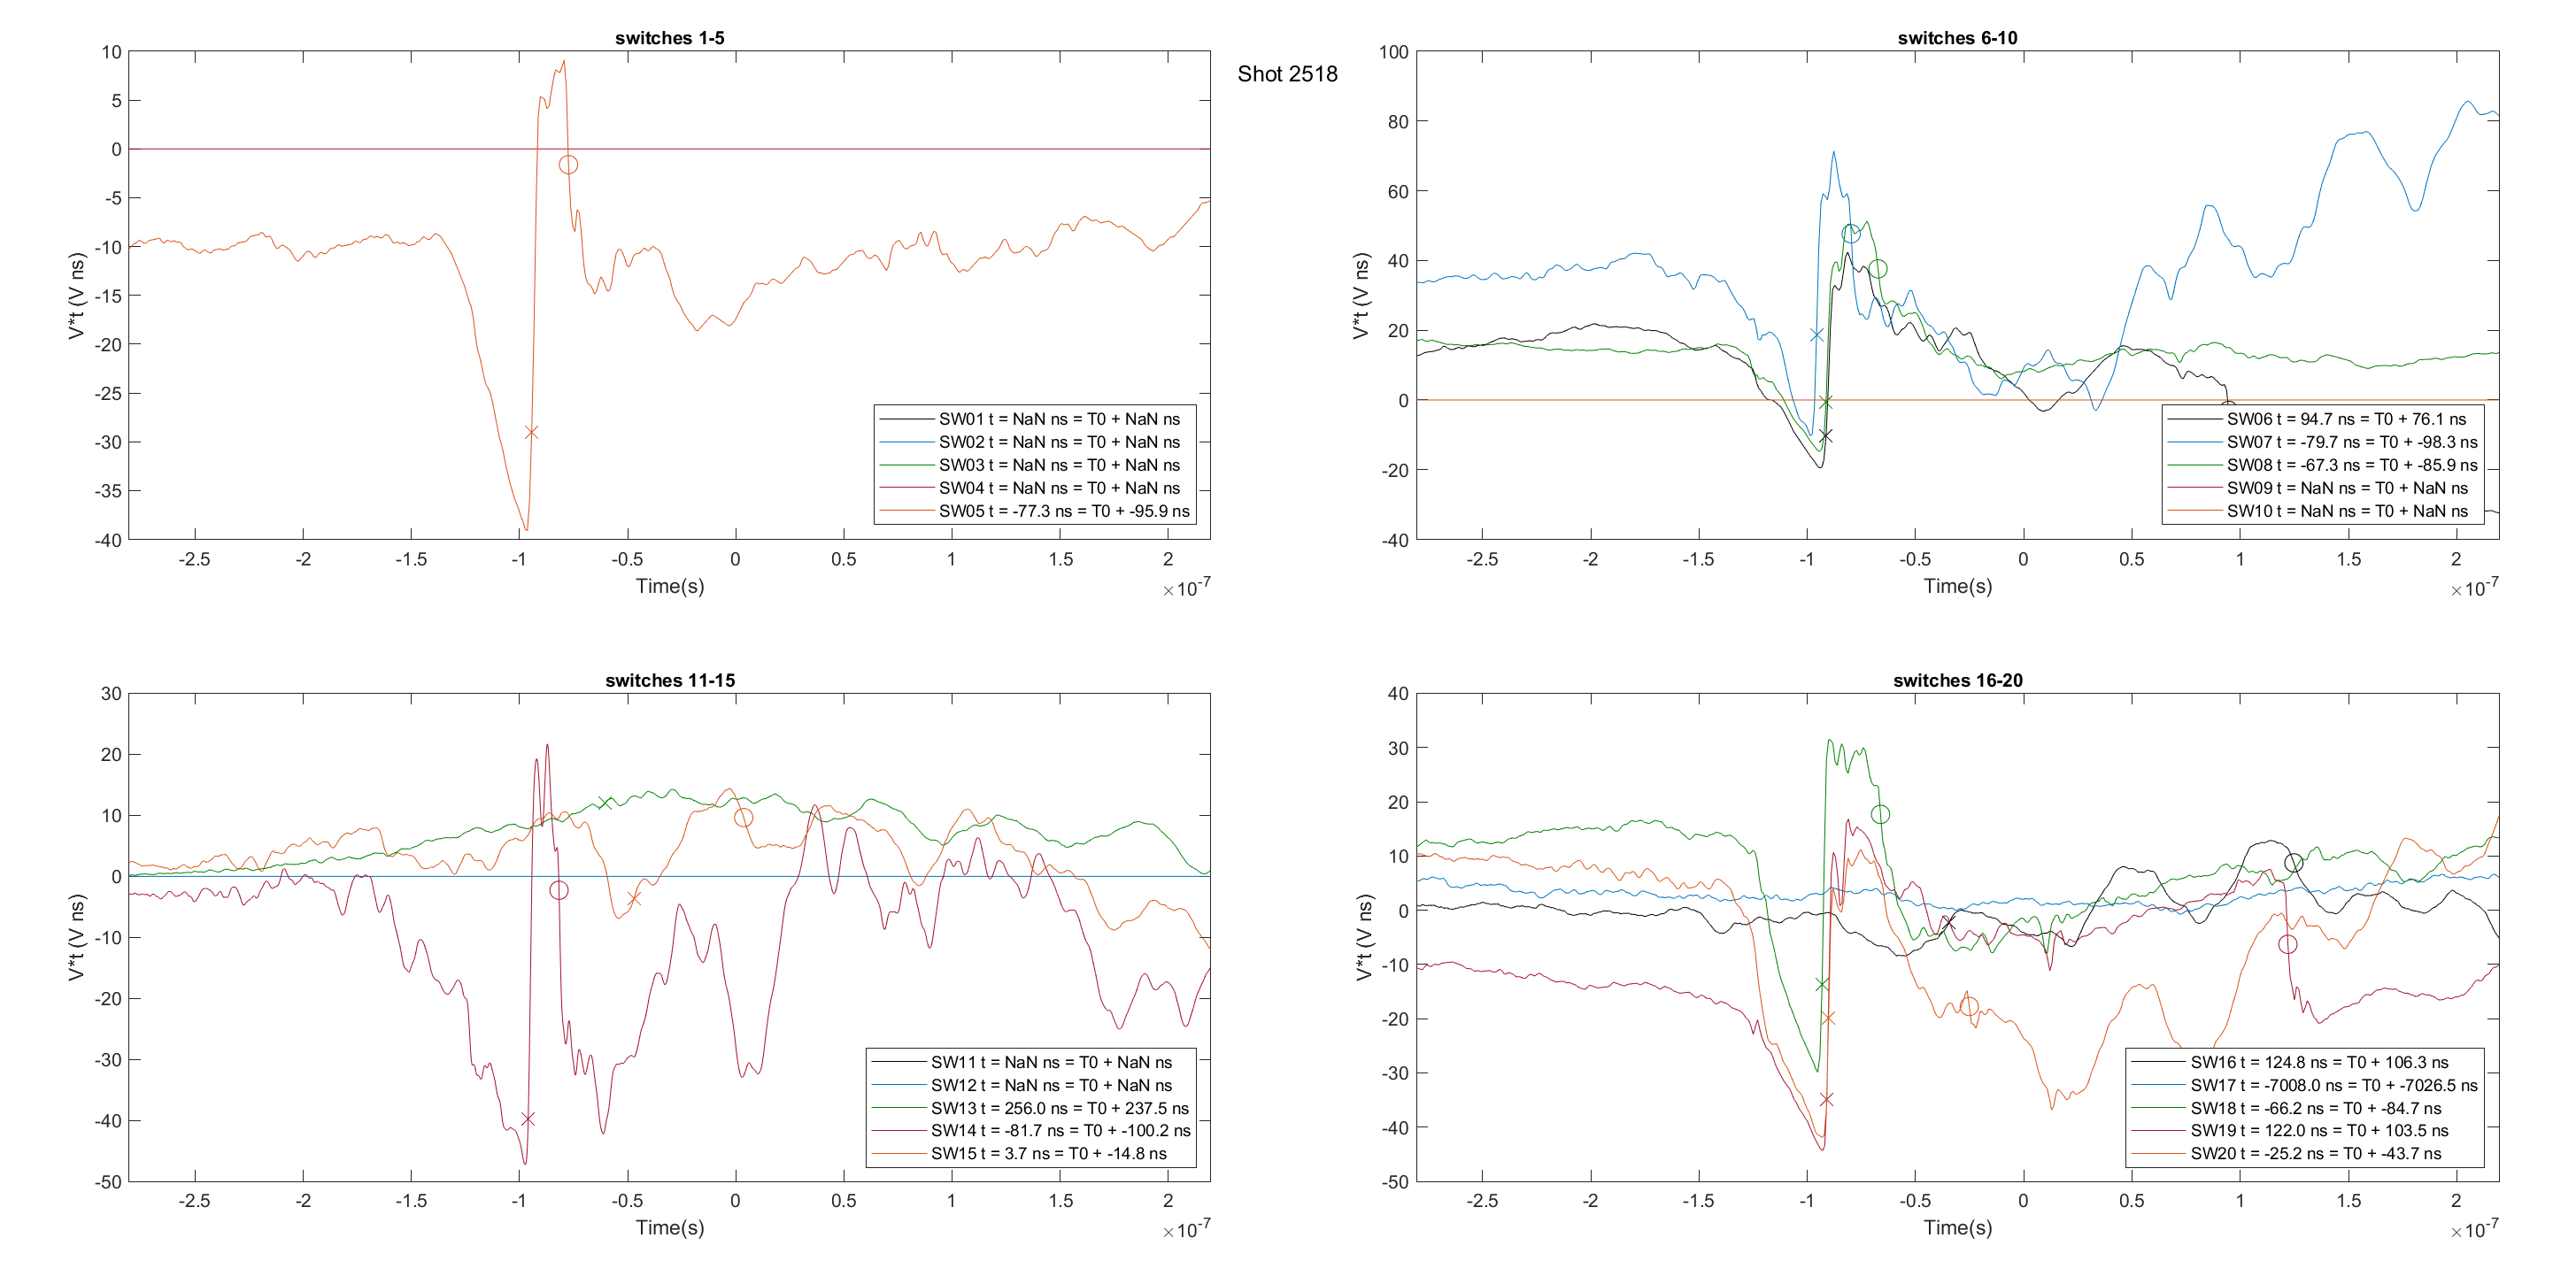 Shot 2518
switches 1-5
10
5
0
-5
-10
-15
-20
-25
-30
-35
-40
V*t (V ns)
-2.5 -2 -1.5 -1 -0.5 0 0.5 1 1.5 2
Time(s)
×10-7
SW01 t = NaN ns = T0 + NaN ns
SW02 t = NaN ns = T0 + NaN ns
SW03 t = NaN ns = T0 + NaN ns
SW04 t = NaN ns = T0 + NaN ns
SW05 t = -77.3 ns = T0 + -95.9 ns
switches 6-10
100
80
60
40
20
0
-20
-40
V*t (V ns)
-2.5 -2 -1.5 -1 -0.5 0 0.5 1 1.5 2
Time(s)
×10-7
SW06 t = 94.7 ns = T0 + 76.1 ns
SW07 t = -79.7 ns = T0 + -98.3 ns
SW08 t = -67.3 ns = T0 + -85.9 ns
SW09 t = NaN ns = T0 + NaN ns
SW10 t = NaN ns = T0 + NaN ns
switches 11-15
30
20
10
0
-10
-20
-30
-40
-50
V*t (V ns)
-2.5 -2 -1.5 -1 -0.5 0 0.5 1 1.5 2
Time(s)
×10-7
SW11 t = NaN ns = T0 + NaN ns
SW12 t = NaN ns = T0 + NaN ns
SW13 t = 256.0 ns = T0 + 237.5 ns
SW14 t = -81.7 ns = T0 + -100.2 ns
SW15 t = 3.7 ns = T0 + -14.8 ns
switches 16-20
40
30
20
10
0
-10
-20
-30
-40
-50
V*t (V ns)
-2.5 -2 -1.5 -1 -0.5 0 0.5 1 1.5 2
Time(s)
×10-7
SW16 t = 124.8 ns = T0 + 106.3 ns
SW17 t = -7008.0 ns = T0 + -7026.5 ns
SW18 t = -66.2 ns = T0 + -84.7 ns
SW19 t = 122.0 ns = T0 + 103.5 ns
SW20 t = -25.2 ns = T0 + -43.7 ns